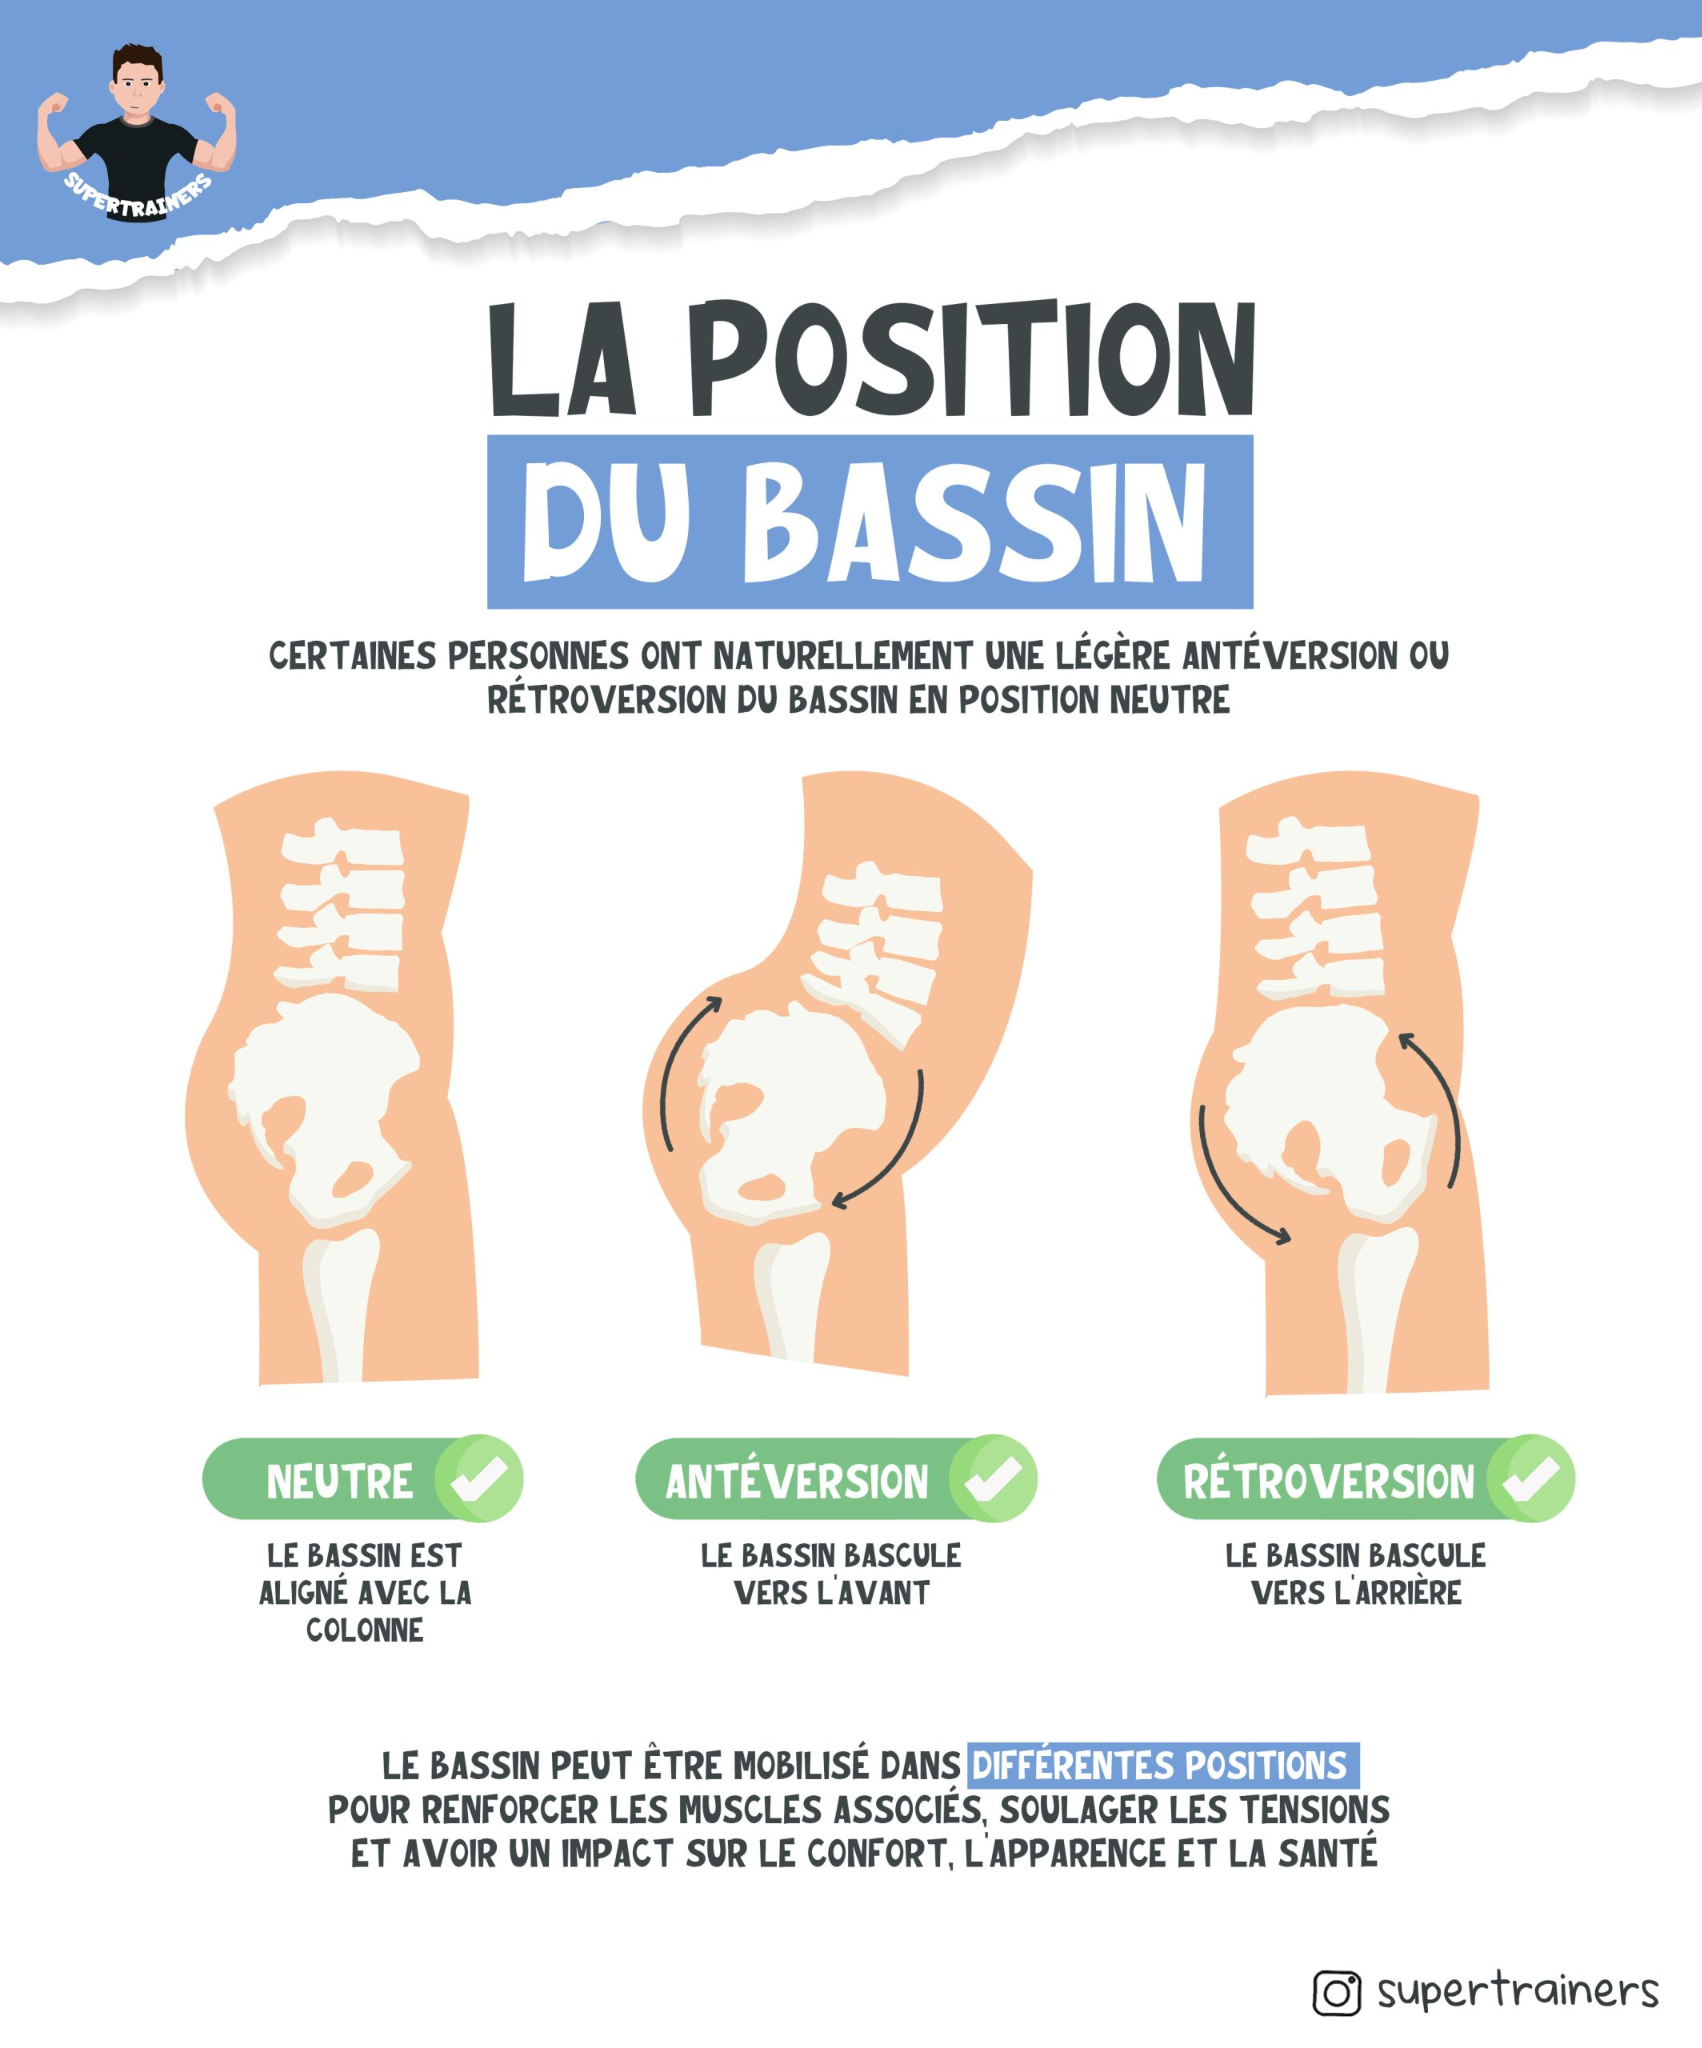 SUPERTRAINERS
LA POSITION
DU BASSIN
CERTAINES PERSONNES ONT NATURELLEMENT UNE LÉGÈRE ANTÉVERSION OU
RÉTROVERSION DU BASSIN EN POSITION NEUTRE
NEUTRE
LE BASSIN EST
ALIGNÉ AVEC LA
COLONNE
ANTÉVERSION
LE BASSIN BASCULE
VERS L'AVANT
RÉTROVERSION
LE BASSIN BASCULE
VERS L'ARRIÈRE
LE BASSIN PEUT ÊTRE MOBILISÉ DANS DIFFÉRENTES POSITIONS
POUR RENFORCER LES MUSCLES ASSOCIÉS, SOULAGER LES TENSIONS
ET AVOIR UN IMPACT SUR LE CONFORT, L'APPARENCE ET LA SANTÉ
supertrainers